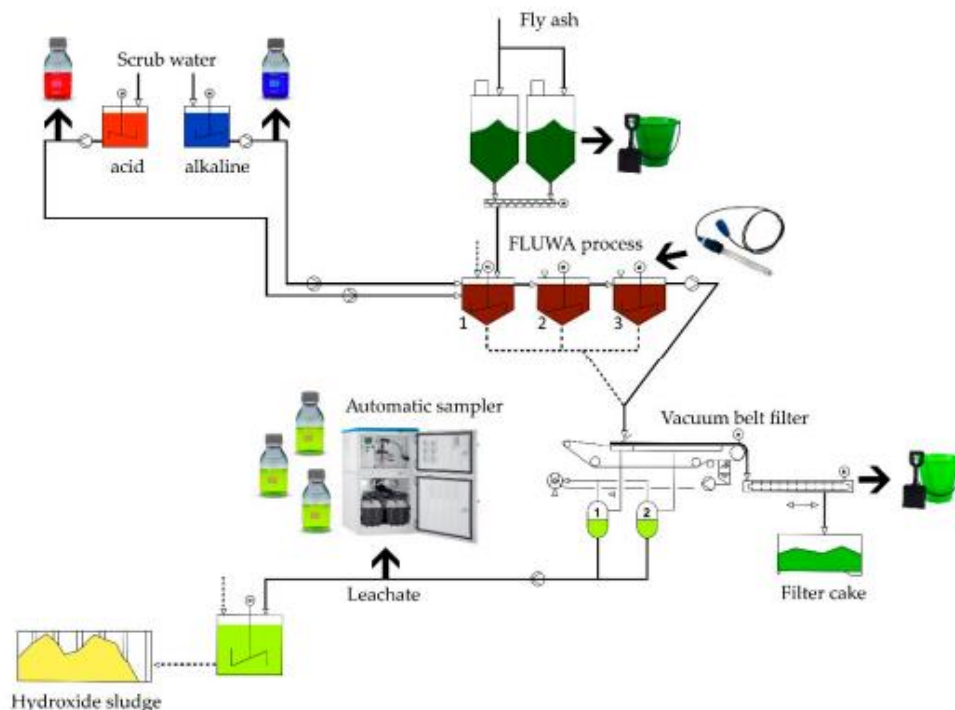 Fly ash
Scrub water
acid
alkaline
FLUWA process
1
2
3
Automatic sampler
Vacuum belt filter
1
2
Leachate
Filter cake
Hydroxide sludge